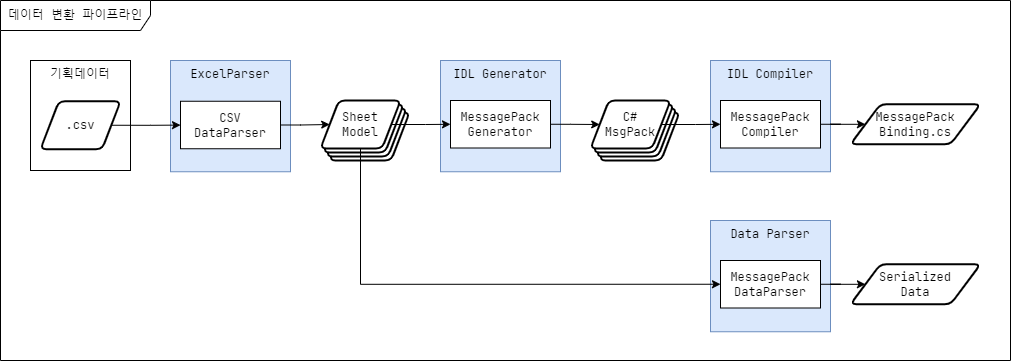 데이터 변환 파이프라인
기획데이터
.csv
ExcelParser
CSV
DataParser
Sheet
Model
IDL Generator
MessagePack
Generator
C#
MsgPack
IDL Compiler
MessagePack
Compiler
MessagePack
Binding.cs
Data Parser
MessagePack
DataParser
Serialized
Data